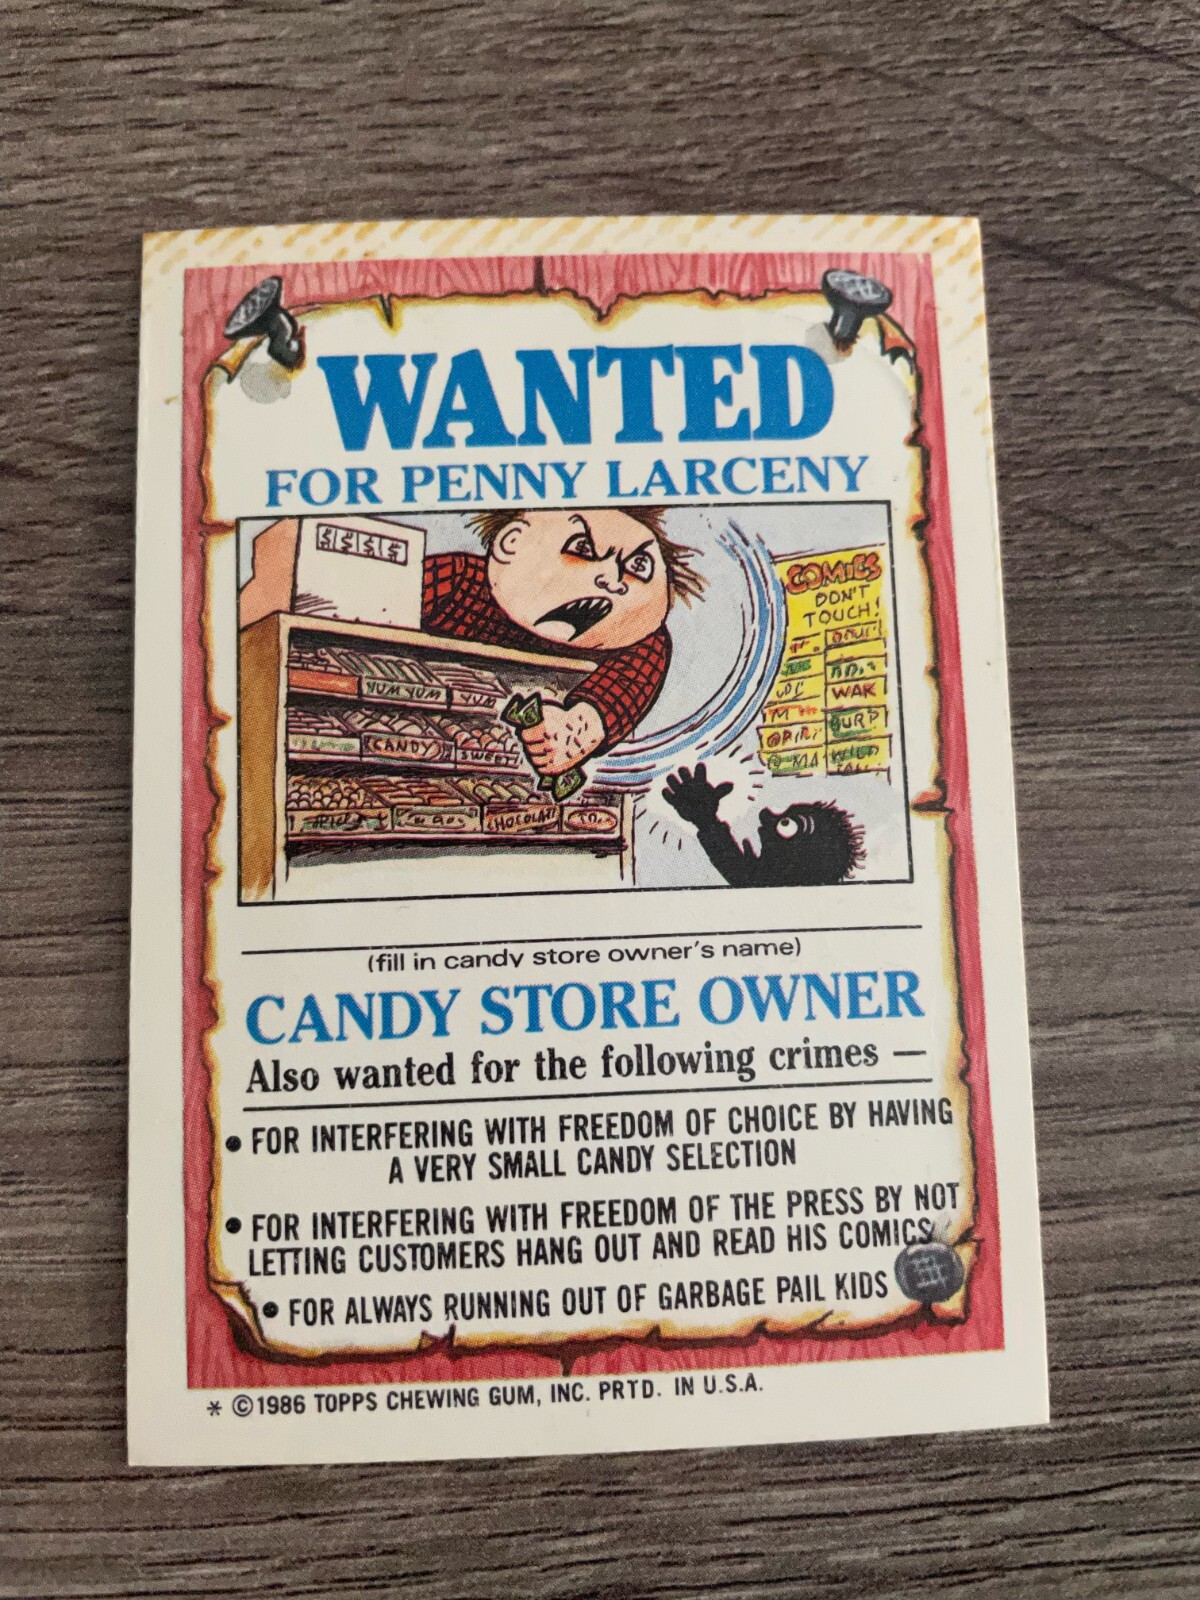 WANTED
FOR PENNY LARCENY
COMICS
DON'T
TOUCH!
YUM YUM
YUM
WAR
CANDY
SWEET
BURP
WILD
(fill in candy store owner's name)
CANDY STORE OWNER
Also wanted for the following crimes —
• FOR INTERFERING WITH FREEDOM OF CHOICE BY HAVING
A VERY SMALL CANDY SELECTION
• FOR INTERFERING WITH FREEDOM OF THE PRESS BY NOT
LETTING CUSTOMERS HANG OUT AND READ HIS COMICS
• FOR ALWAYS RUNNING OUT OF GARBAGE PAIL KIDS
* ©1986 TOPPS CHEWING GUM, INC. PRTD. IN U.S.A.